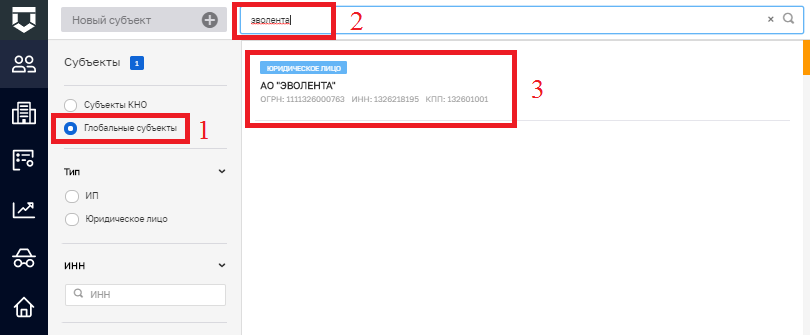 Новый субъект
эволента
2
Субъекты 1
Субъекты КНО
Глобальные субъекты
1
Тип
ИП
Юридическое лицо
ИНН
ИНН
ЮРИДИЧЕСКОЕ ЛИЦО
АО "ЭВОЛЕНТА"
ОГРН: 1111326000763 ИНН: 1326218195 КПП: 132601001
3